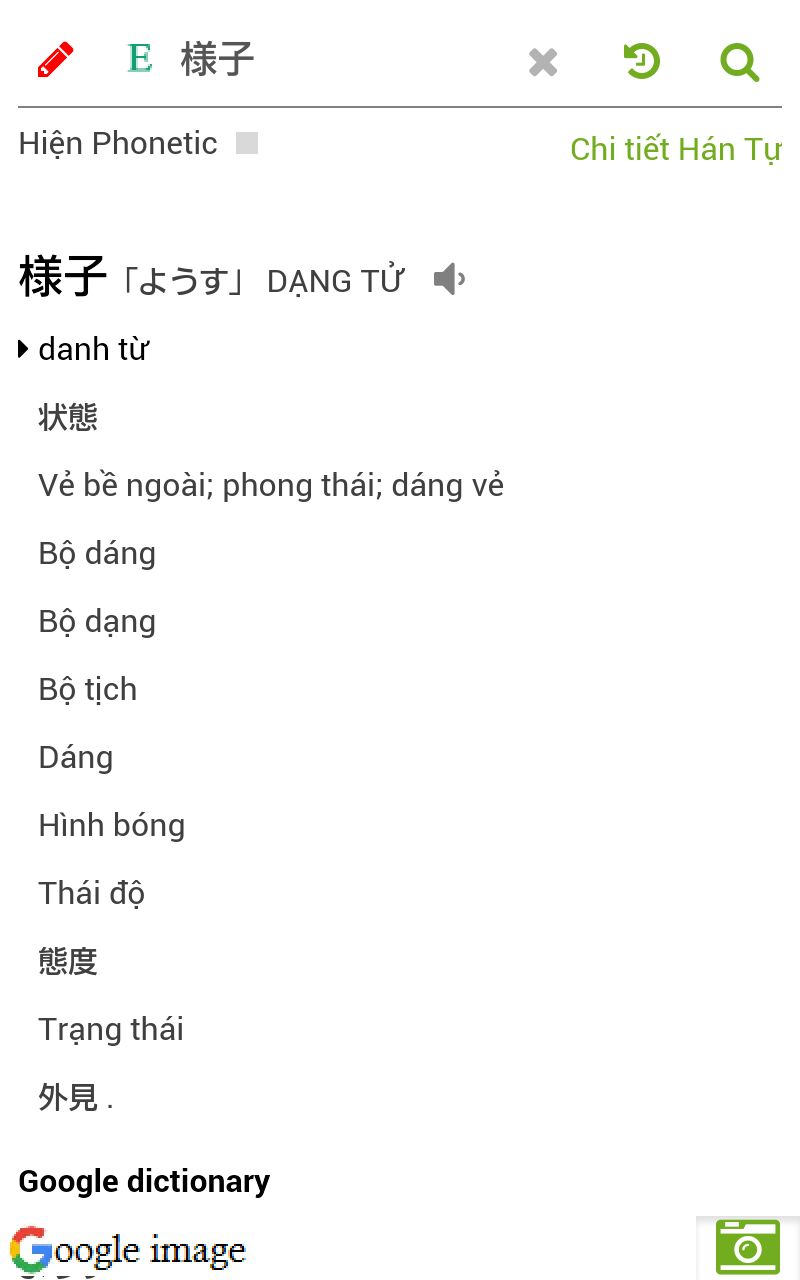 E 様子
Hiện Phonetic
Chi tiết Hán Tự
様子「ようす」 DẠNG TỬ
danh từ
状態
Vẻ bề ngoài; phong thái; dáng vẻ
Bộ dáng
Bộ dạng
Bộ tịch
Dáng
Hình bóng
Thái độ
態度
Trạng thái
外見 .
Google dictionary
Google image